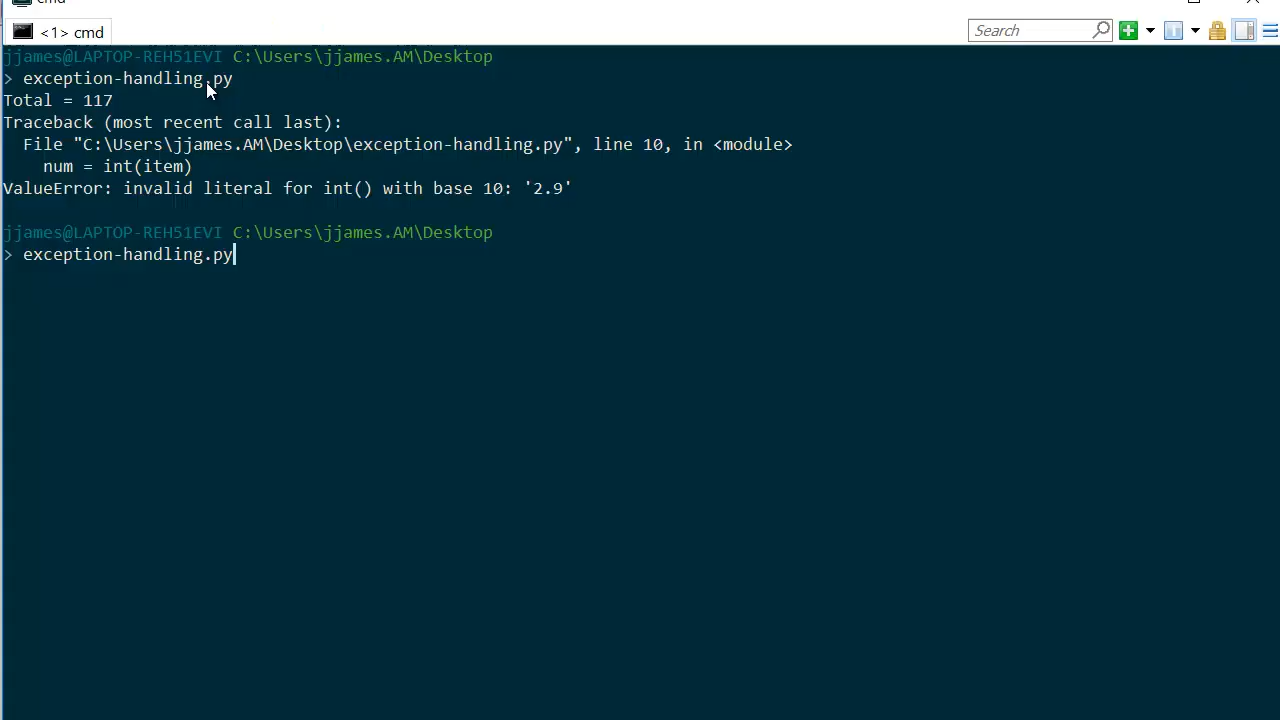 cmd
<1> cmd
Search
jjames@LAPTOP-REH51EVI C:\Users\jjames.AM\Desktop
> exception-handling.py
Total = 117
Traceback (most recent call last):
File "C:\Users\jjames.AM\Desktop\exception-handling.py", line 10, in <module>
num = int(item)
ValueError: invalid literal for int() with base 10: '2.9'
jjames@LAPTOP-REH51EVI C:\Users\jjames.AM\Desktop
> exception-handling.py